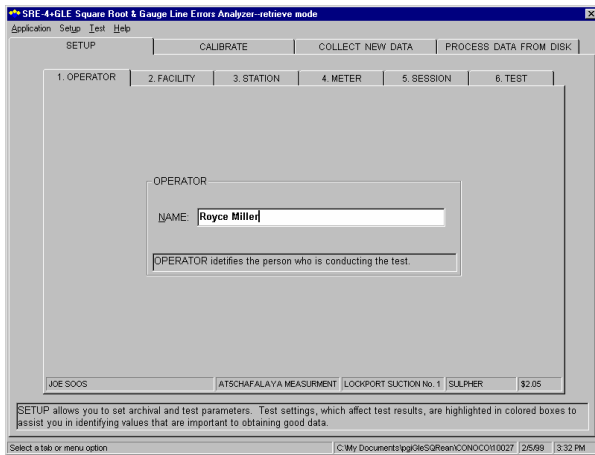 SRE-4+GLE Square Root & Gauge Line Errors Analyzer--retrieve mode
Application Setup Test Help
SETUP CALIBRATE COLLECT NEW DATA PROCESS DATA FROM DISK
1. OPERATOR 2. FACILITY 3. STATION 4. METER 5. SESSION 6. TEST
OPERATOR
NAME: Royce Miller
OPERATOR idetifies the person who is conducting the test.
JOE SOOS ATSCHAFALAYA MEASURMENT LOCKPORT SUCTION No. 1 SULPHER $2.05
SETUP allows you to set archival and test parameters. Test settings, which affect test results, are highlighted in colored boxes to
assist you in identifying values that are important to obtaining good data.
Select a tab or menu option C:\My Documents\pgiGleSQRean\CONOCO\10027 2/5/99 3:32 PM